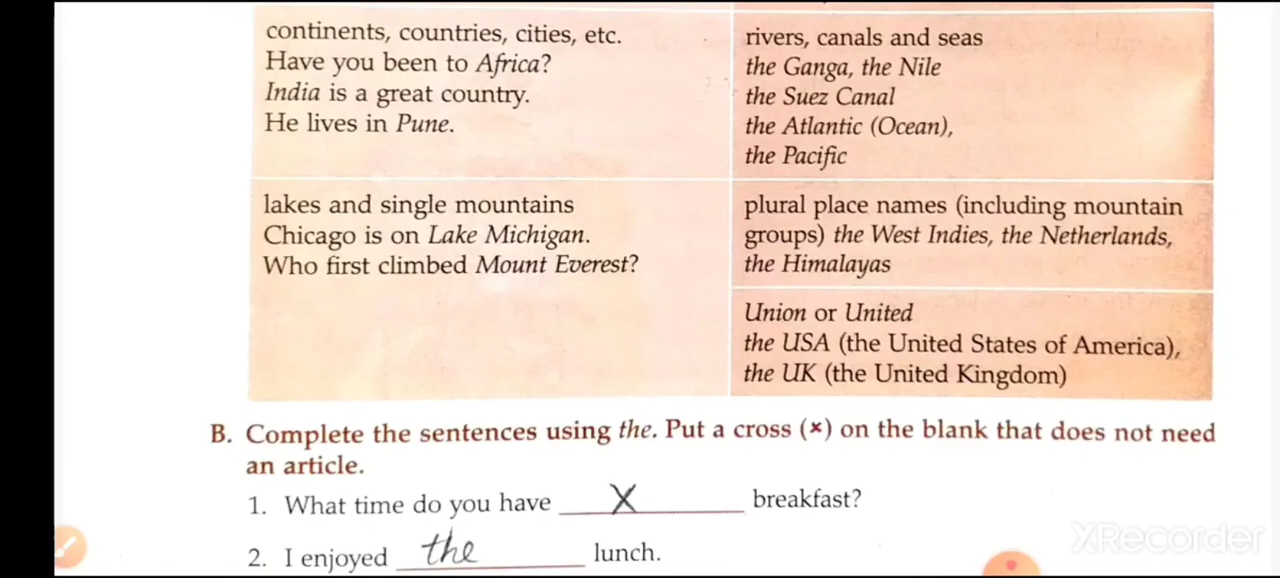 continents, countries, cities, etc.
Have you been to Africa?
India is a great country.
He lives in Pune.
rivers, canals and seas
the Ganga, the Nile
the Suez Canal
the Atlantic (Ocean),
the Pacific
lakes and single mountains
Chicago is on Lake Michigan.
Who first climbed Mount Everest?
plural place names (including mountain
groups) the West Indies, the Netherlands,
the Himalayas
Union or United
the USA (the United States of America),
the UK (the United Kingdom)
B. Complete the sentences using the. Put a cross (×) on the blank that does not need
an article.
1. What time do you have X breakfast?
2. I enjoyed the lunch.
XRecorder